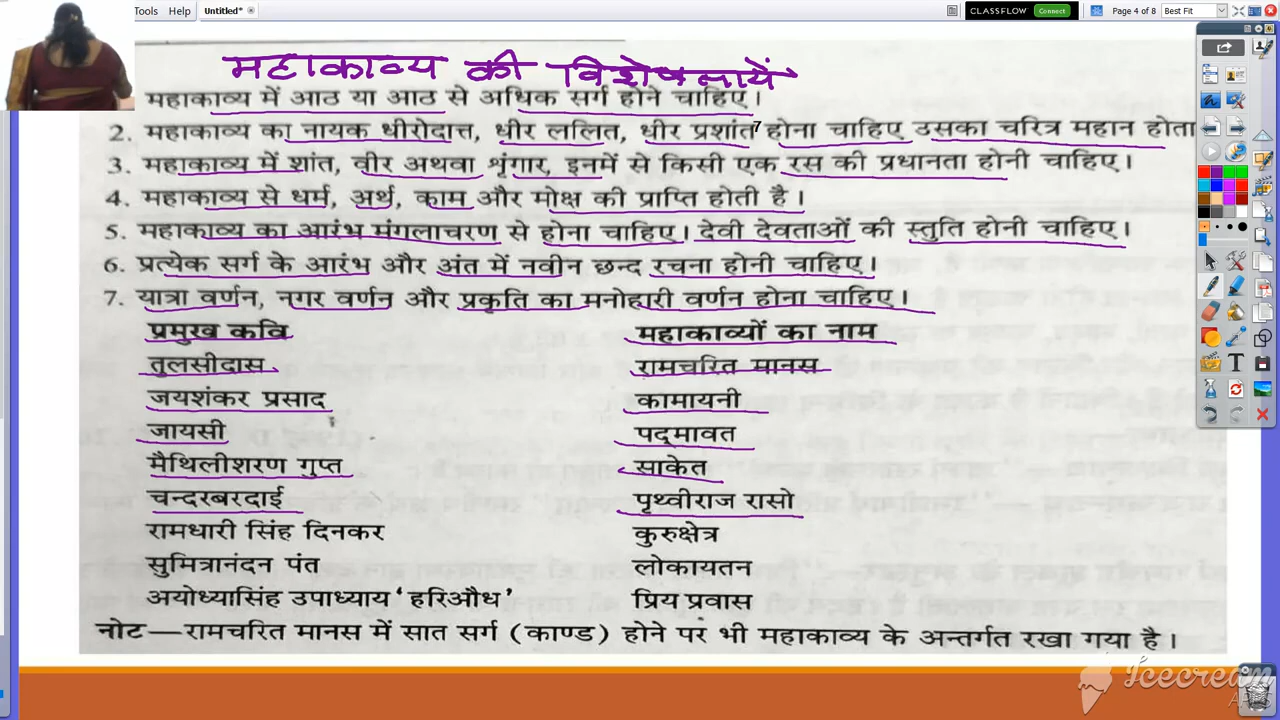 Tools Help Untitled* CLASSFLOW Connect Page 4 of 8 Best Fit
महाकाव्य की विशेषतायें
महाकाव्य में आठ या आठ से अधिक सर्ग होने चाहिए।
2. महाकाव्य का नायक धीरोदात्त, धीर ललित, धीर प्रशांत होना चाहिए उसका चरित्र महान होता
3. महाकाव्य में शांत, वीर अथवा शृंगार, इनमें से किसी एक रस की प्रधानता होनी चाहिए।
4. महाकाव्य से धर्म, अर्थ, काम और मोक्ष की प्राप्ति होती है।
5. महाकाव्य का आरंभ मंगलाचरण से होना चाहिए। देवी देवताओं की स्तुति होनी चाहिए।
6. प्रत्येक सर्ग के आरंभ और अंत में नवीन छन्द रचना होनी चाहिए।
7. यात्रा वर्णन, नगर वर्णन और प्रकृति का मनोहारी वर्णन होना चाहिए।
प्रमुख कवि महाकाव्यों का नाम
तुलसीदास रामचरित मानस
जयशंकर प्रसाद कामायनी
जायसी पद्मावत
मैथिलीशरण गुप्त साकेत
चन्दरबरदाई पृथ्वीराज रासो
रामधारी सिंह दिनकर कुरुक्षेत्र
सुमित्रानंदन पंत लोकायतन
अयोध्यासिंह उपाध्याय ‘हरिऔध’ प्रिय प्रवास
नोट—रामचरित मानस में सात सर्ग (काण्ड) होने पर भी महाकाव्य के अन्तर्गत रखा गया है।
Icecream
APPS